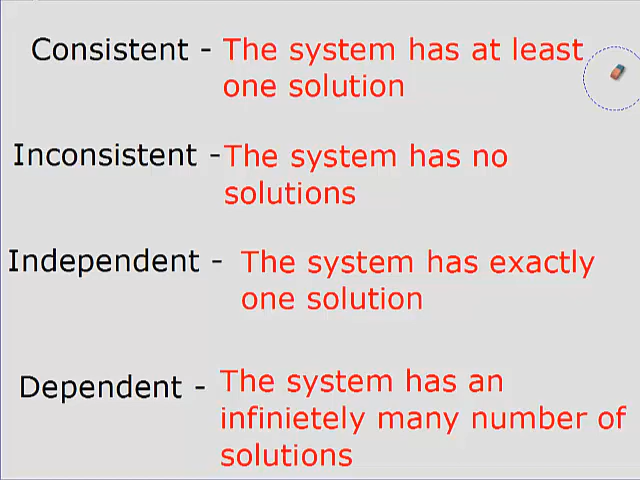 Consistent - The system has at least
one solution
Inconsistent - The system has no
solutions
Independent - The system has exactly
one solution
Dependent - The system has an
infinietely many number of
solutions